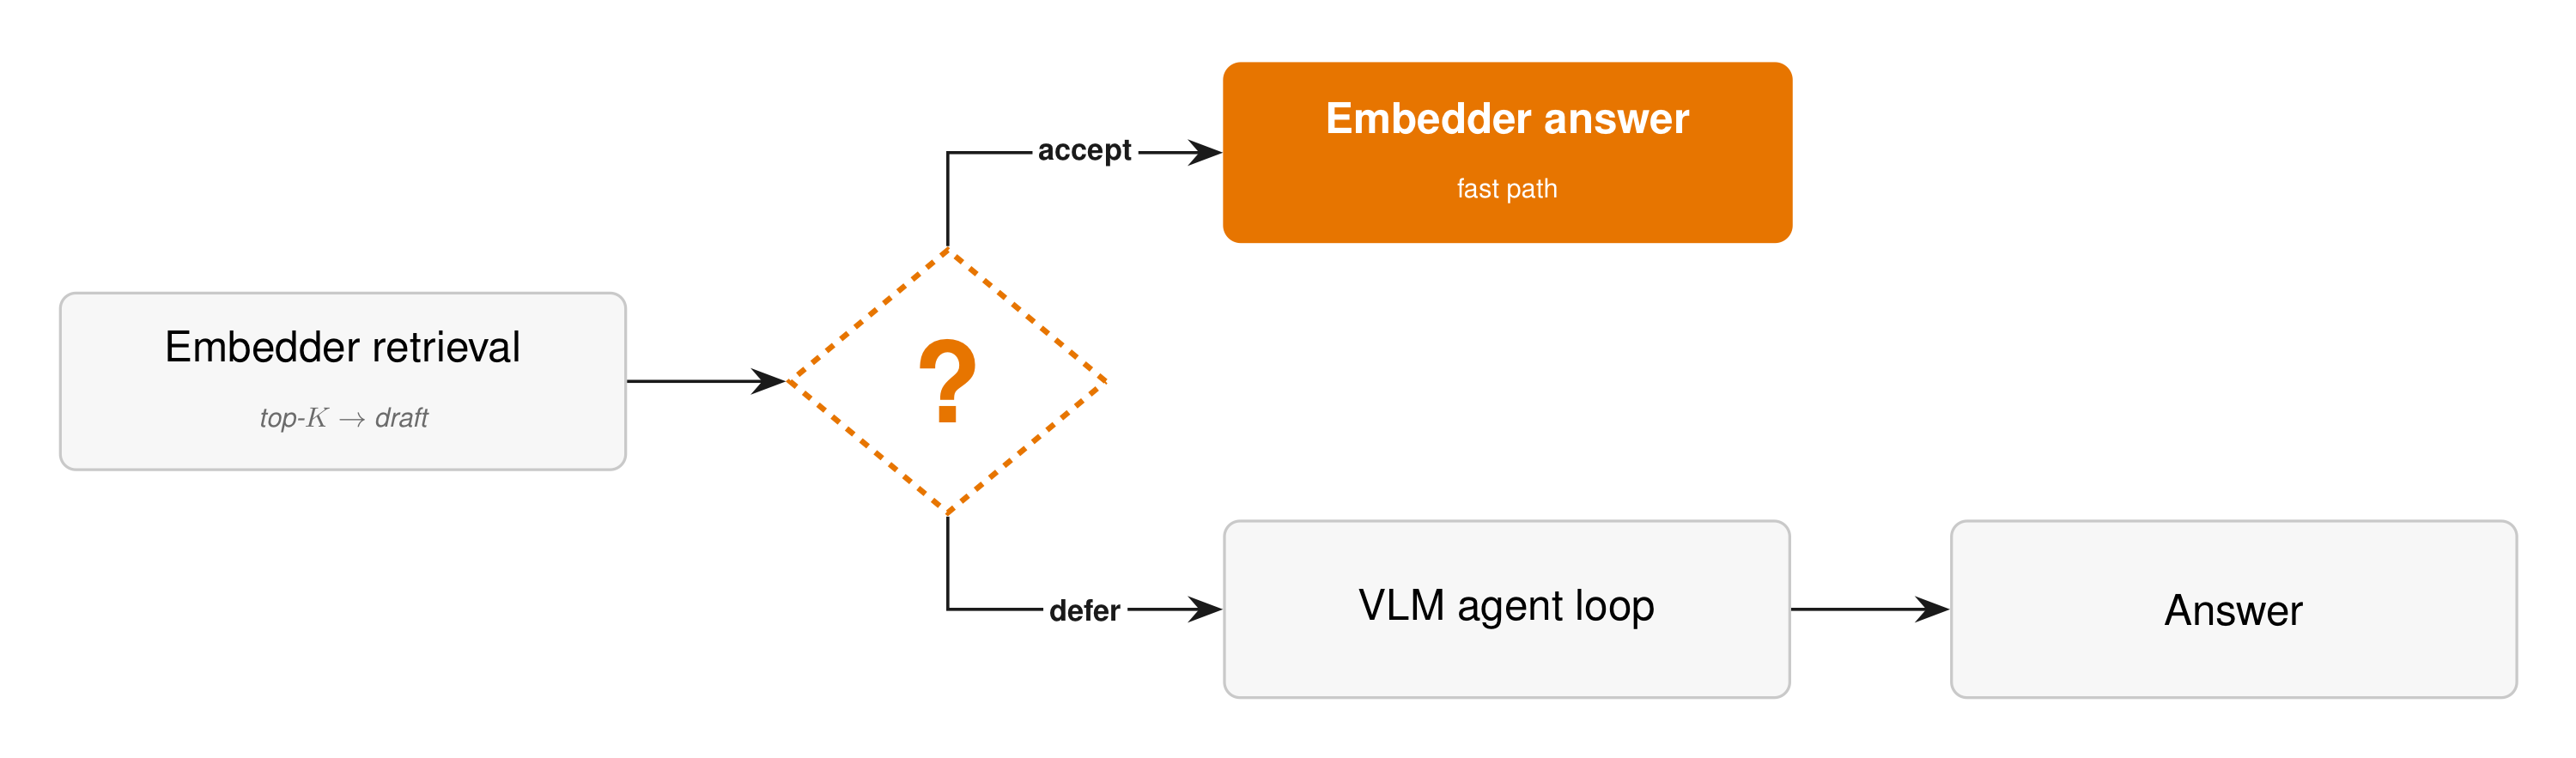 Embedder answer
fast path
accept
Embedder retrieval
top-K → draft
?
defer
VLM agent loop
Answer